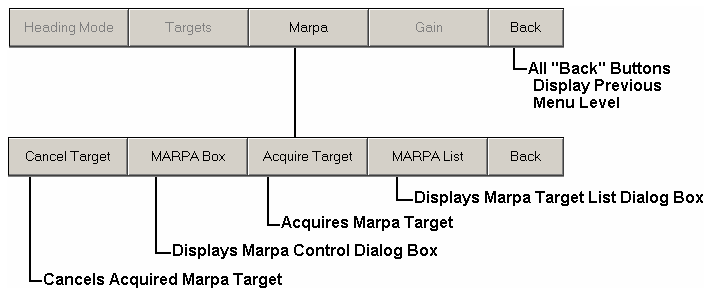 Heading Mode Targets Marpa Gain Back
All "Back" Buttons
Display Previous
Menu Level
Cancel Target MARPA Box Acquire Target MARPA List Back
Displays Marpa Target List Dialog Box
Acquires Marpa Target
Displays Marpa Control Dialog Box
Cancels Acquired Marpa Target